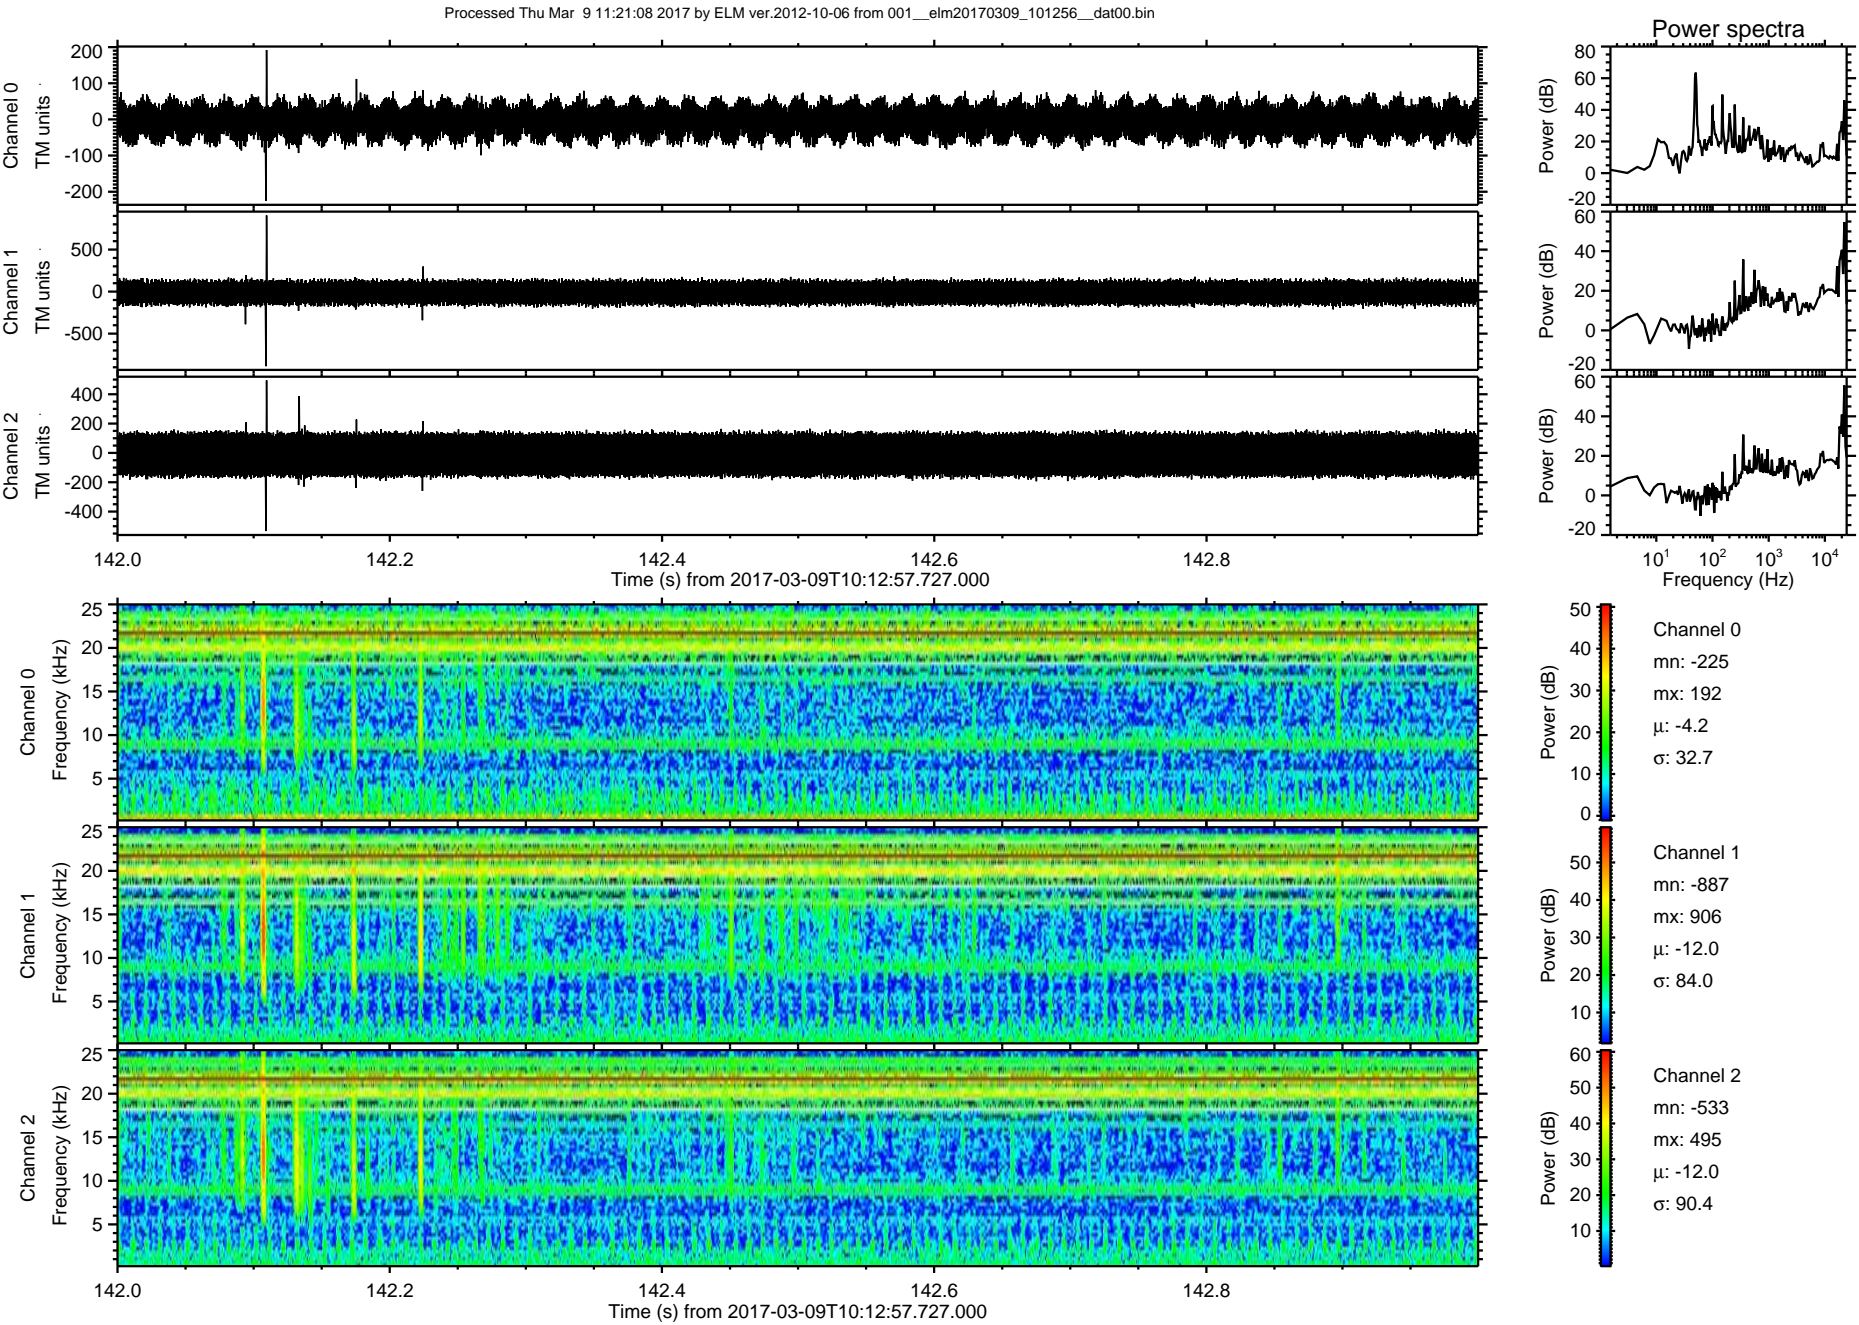 Processed Thu Mar  9 11:21:08 2017 by ELM ver.2012-10-06 from 001__elm20170309_101256__dat00.bin
Power spectra
Channel 0
TM units
200
100
0
-100
-200
Power (dB)
80
60
40
20
0
-20
Channel 1
TM units
500
0
-500
Power (dB)
60
40
20
0
-20
Channel 2
TM units
400
200
0
-200
-400
Power (dB)
60
40
20
0
-20
142.0 142.2 142.4 142.6 142.8
Time (s) from 2017-03-09T10:12:57.727.000
10¹ 10² 10³ 10⁴
Frequency (Hz)
Channel 0
Frequency (kHz)
25
20
15
10
5
Power (dB)
50
40
30
20
10
0
Channel 0
mn: -225
mx: 192
μ: -4.2
σ: 32.7
Channel 1
Frequency (kHz)
25
20
15
10
5
Power (dB)
50
40
30
20
10
Channel 1
mn: -887
mx: 906
μ: -12.0
σ: 84.0
Channel 2
Frequency (kHz)
25
20
15
10
5
Power (dB)
60
50
40
30
20
10
Channel 2
mn: -533
mx: 495
μ: -12.0
σ: 90.4
142.0 142.2 142.4 142.6 142.8
Time (s) from 2017-03-09T10:12:57.727.000